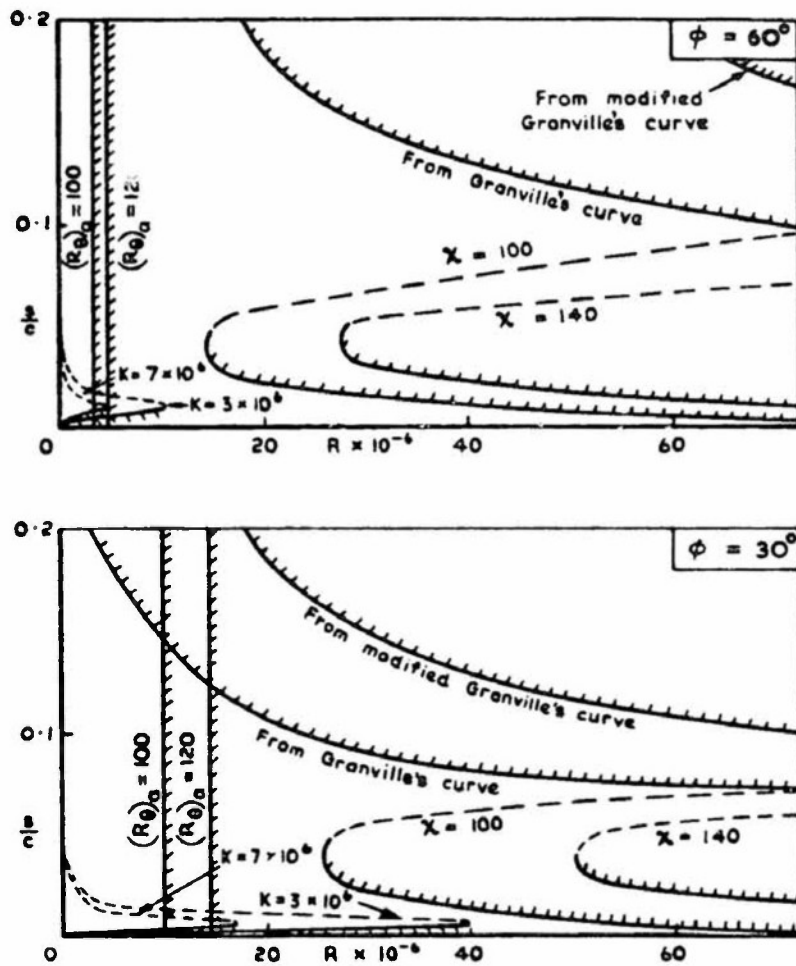 0·2
ϕ = 60°
From modified
Granville's curve
From Granville's curve
(Rθ)a = 100
(Rθ)a = 12
0·1
χ = 100
χ = 140
s/c
K = 7 × 10⁶
K = 3 × 10⁶
0
20
R × 10⁻⁶
40
60
0·2
ϕ = 30°
From modified Granville's curve
From Granville's curve
0·1
(Rθ)a = 100
(Rθ)a = 120
χ = 100
χ = 140
s/c
K = 7 × 10⁶
K = 3 × 10⁶
0
20
R × 10⁻⁶
40
60